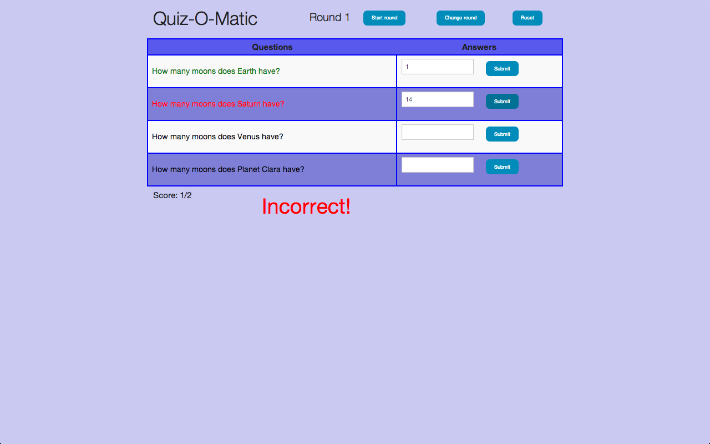 Quiz-O-Matic Round 1 Start round Change round Reset
Questions Answers
How many moons does Earth have? 1 Submit
How many moons does Saturn have? 14 Submit
How many moons does Venus have? Submit
How many moons does Planet Clara have? Submit
Score: 1/2
Incorrect!